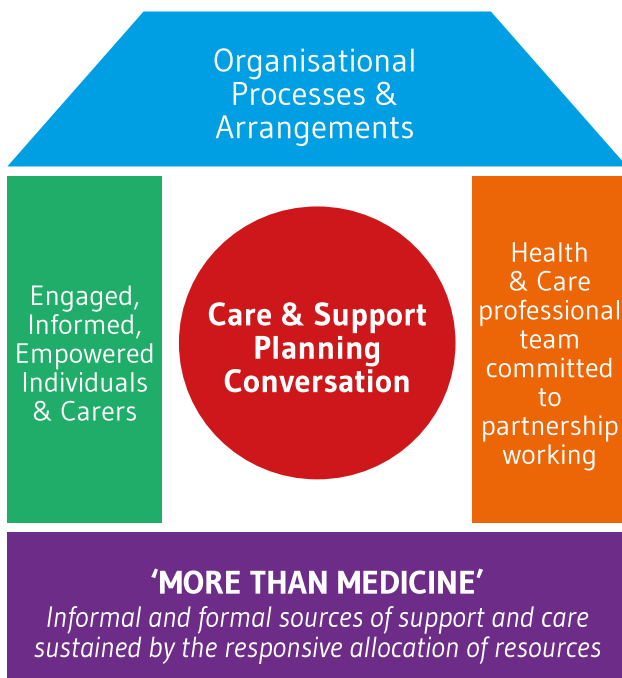 Organisational
Processes &
Arrangements
Engaged,
Informed,
Empowered
Individuals
& Carers
Care & Support
Planning
Conversation
Health
& Care
professional
team
committed
to
partnership
working
‘MORE THAN MEDICINE’
Informal and formal sources of support and care
sustained by the responsive allocation of resources